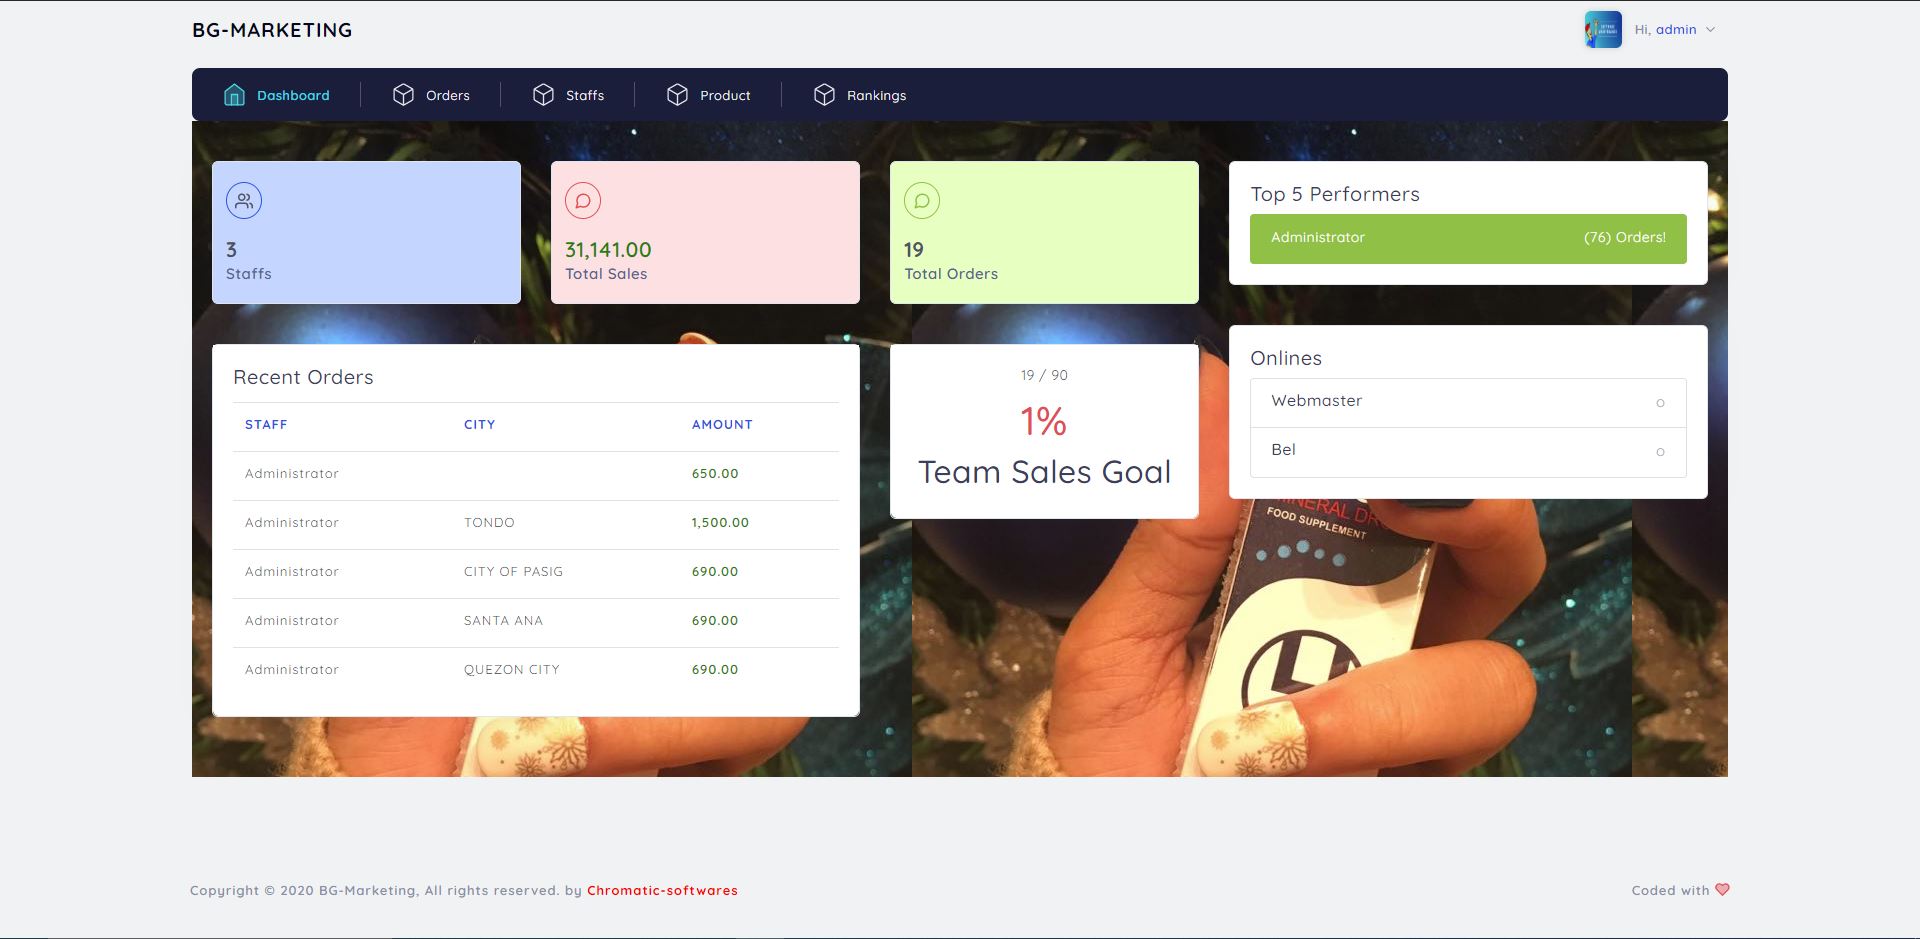 BG-MARKETING
Hi, admin
Dashboard
Orders
Staffs
Product
Rankings
3
Staffs
31,141.00
Total Sales
19
Total Orders
Top 5 Performers
Administrator (76) Orders!
Recent Orders
STAFF CITY AMOUNT
Administrator 650.00
Administrator TONDO 1,500.00
Administrator CITY OF PASIG 690.00
Administrator SANTA ANA 690.00
Administrator QUEZON CITY 690.00
19 / 90
1%
Team Sales Goal
Onlines
Webmaster
Bel
FOOD SUPPLEMENT
Copyright © 2020 BG-Marketing, All rights reserved. by Chromatic-softwares
Coded with